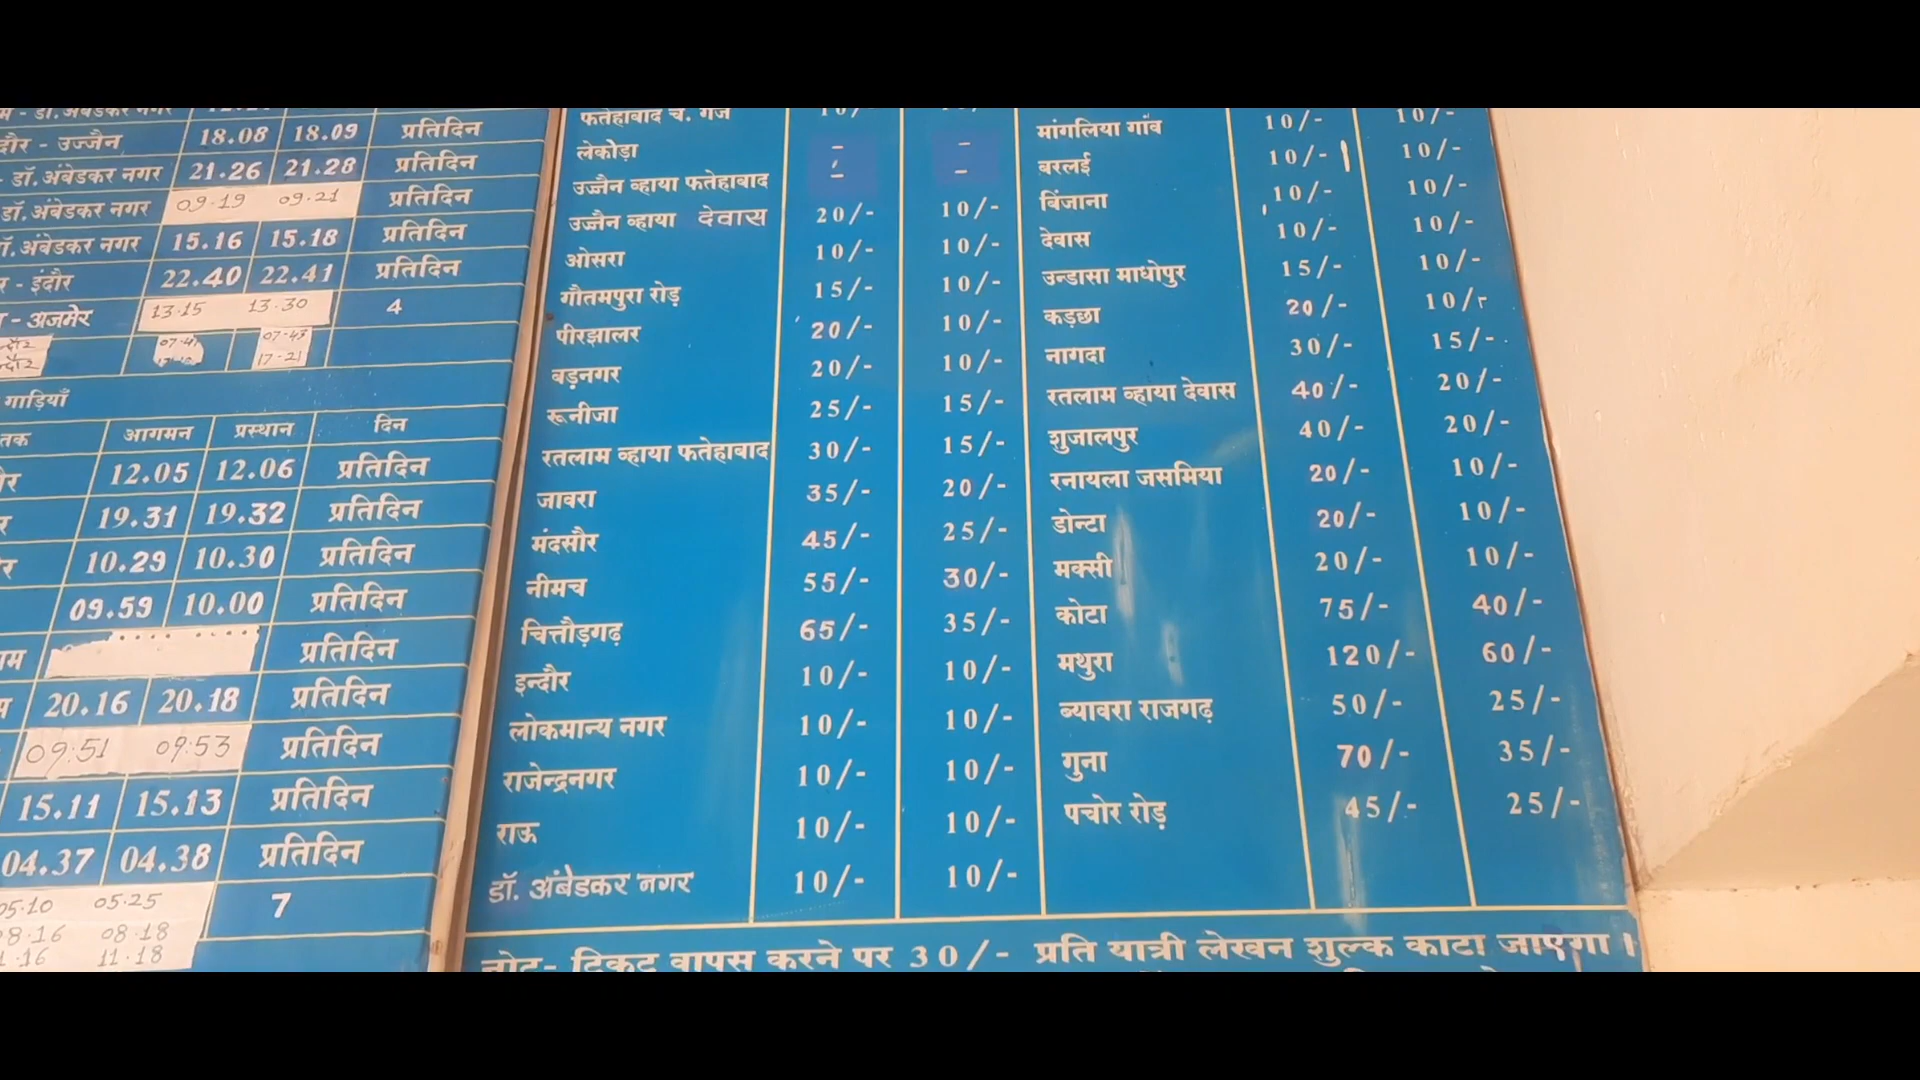 18.08 18.09 प्रतिदिन
दौर - उज्जैन
डॉ. अंबेडकर नगर 21.26 21.28 प्रतिदिन
डॉ. अंबेडकर नगर 09.19 09.21 प्रतिदिन
अंबेडकर नगर 15.16 15.18 प्रतिदिन
- इंदौर 22.40 22.41 प्रतिदिन
- अजमेर 13.15 13.30 4
07-43
17-21
गाड़ियाँ
तक आगमन प्रस्थान दिन
12.05 12.06 प्रतिदिन
19.31 19.32 प्रतिदिन
10.29 10.30 प्रतिदिन
09.59 10.00 प्रतिदिन
प्रतिदिन
20.16 20.18 प्रतिदिन
09:51 09:53 प्रतिदिन
15.11 15.13 प्रतिदिन
04.37 04.38 प्रतिदिन
05.10 05.25 7
08.16 08.18
11.18
फतेहाबाद चं. गंज 10/-
लेकोड़ा - -
उज्जैन व्हाया फतेहाबाद - -
उज्जैन व्हाया देवास 20/- 10/-
ओसरा 10/- 10/-
गौतमपुरा रोड़ 15/- 10/-
पीरझालर 20/- 10/-
बड़नगर 20/- 10/-
रूनीजा 25/- 15/-
रतलाम व्हाया फतेहाबाद 30/- 15/-
जावरा 35/- 20/-
मंदसौर 45/- 25/-
नीमच 55/- 30/-
चित्तौड़गढ़ 65/- 35/-
इन्दौर 10/- 10/-
लोकमान्य नगर 10/- 10/-
राजेन्द्रनगर 10/- 10/-
राऊ 10/- 10/-
डॉ. अंबेडकर नगर 10/- 10/-
मांगलिया गाँव 10/- 10/-
बरलई 10/- 10/-
बिंजाना 10/- 10/-
देवास 10/- 10/-
उन्डासा माधोपुर 15/- 10/-
कड़छा 20/- 10/-
नागदा 30/- 15/-
रतलाम व्हाया देवास 40/- 20/-
शुजालपुर 40/- 20/-
रनायला जसमिया 20/- 10/-
डोन्टा 20/- 10/-
मक्सी 20/- 10/-
कोटा 75/- 40/-
मथुरा 120/- 60/-
ब्यावरा राजगढ़ 50/- 25/-
गुना 70/- 35/-
पचोर रोड़ 45/- 25/-
नोट- टिकट वापस करने पर 30/- प्रति यात्री लेखन शुल्क काटा जाएगा।